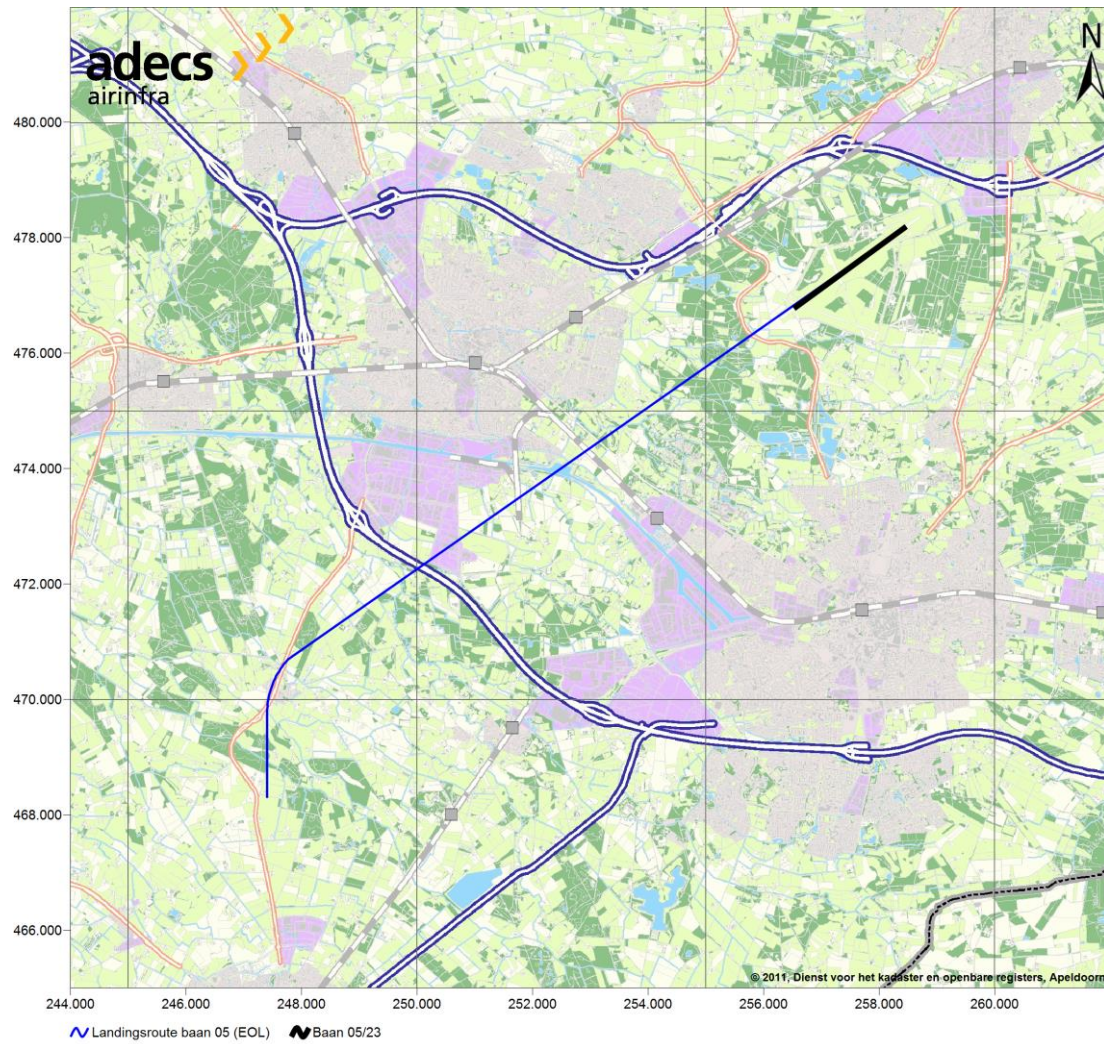 adecs
airinfra
N
480.000
478.000
476.000
474.000
472.000
470.000
468.000
466.000
© 2011, Dienst voor het kadaster en openbare registers, Apeldoorn
244.000 246.000 248.000 250.000 252.000 254.000 256.000 258.000 260.000
Landingsroute baan 05 (EOL) Baan 05/23